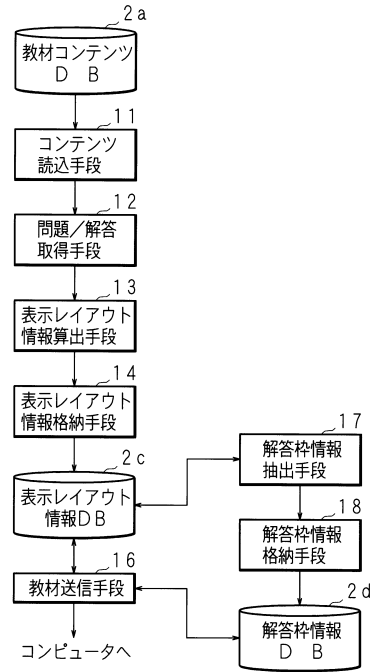 2a
教材コンテンツ
D B
11
コンテンツ
読込手段
12
問題／解答
取得手段
13
表示レイアウト
情報算出手段
14
表示レイアウト
情報格納手段
2c
表示レイアウト
情報DB
16
教材送信手段
コンピュータへ
17
解答枠情報
抽出手段
18
解答枠情報
格納手段
2d
解答枠情報
D B